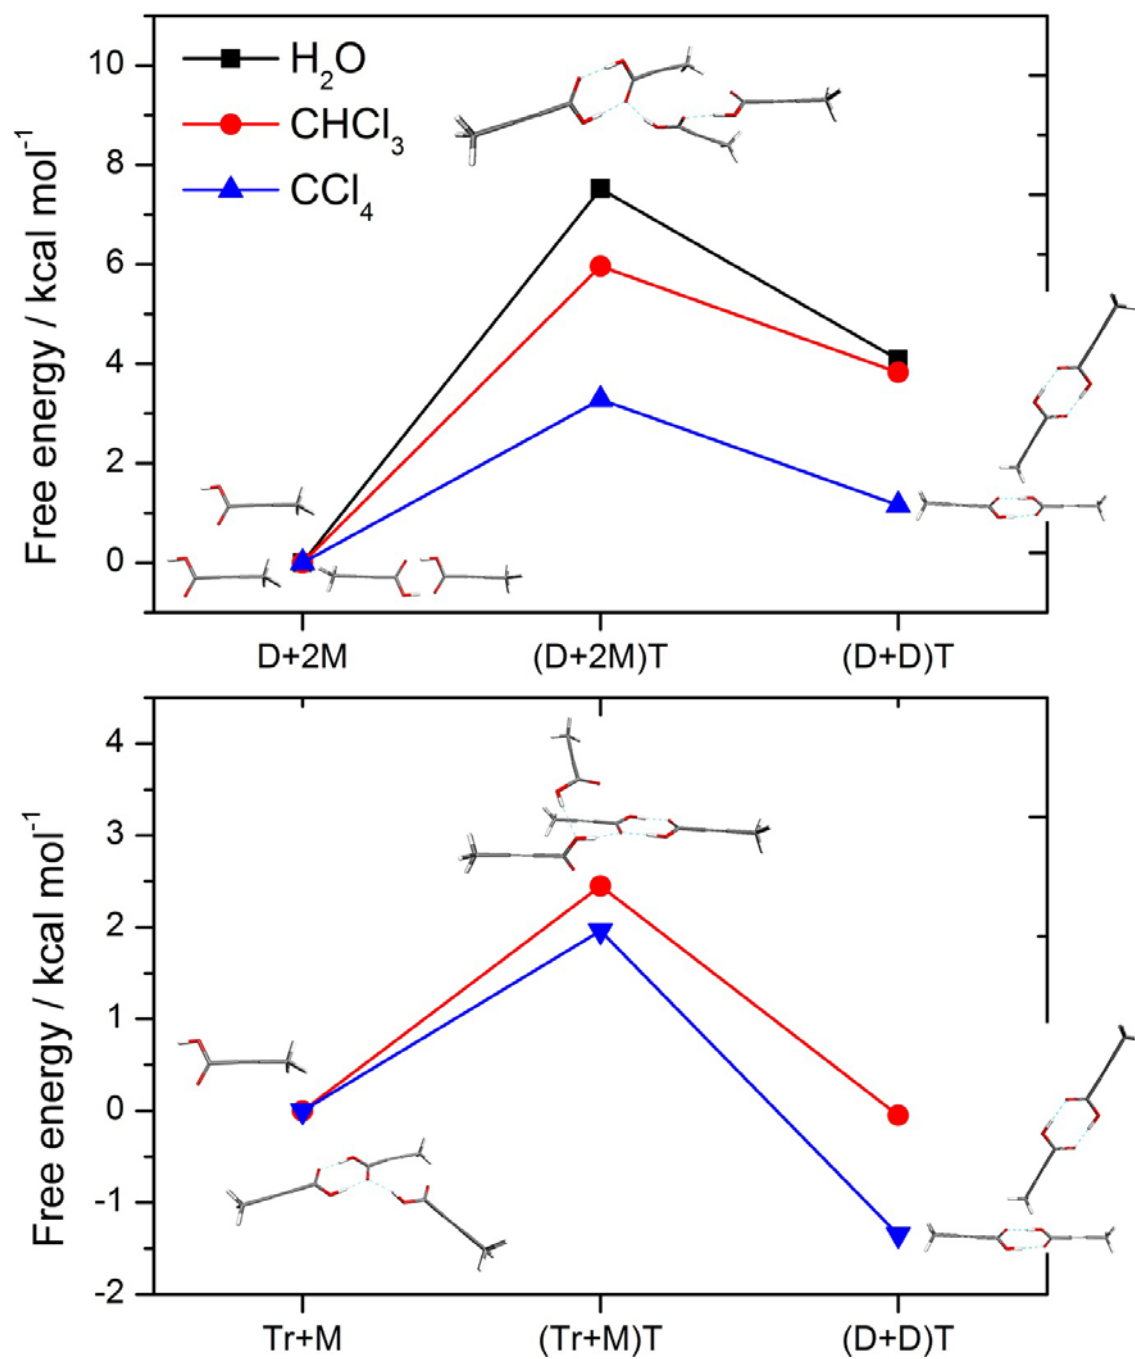 Free energy / kcal mol⁻¹
10
8
6
4
2
0
H₂O
CHCl₃
CCl₄
D+2M (D+2M)T (D+D)T
Free energy / kcal mol⁻¹
4
3
2
1
0
-1
-2
Tr+M (Tr+M)T (D+D)T